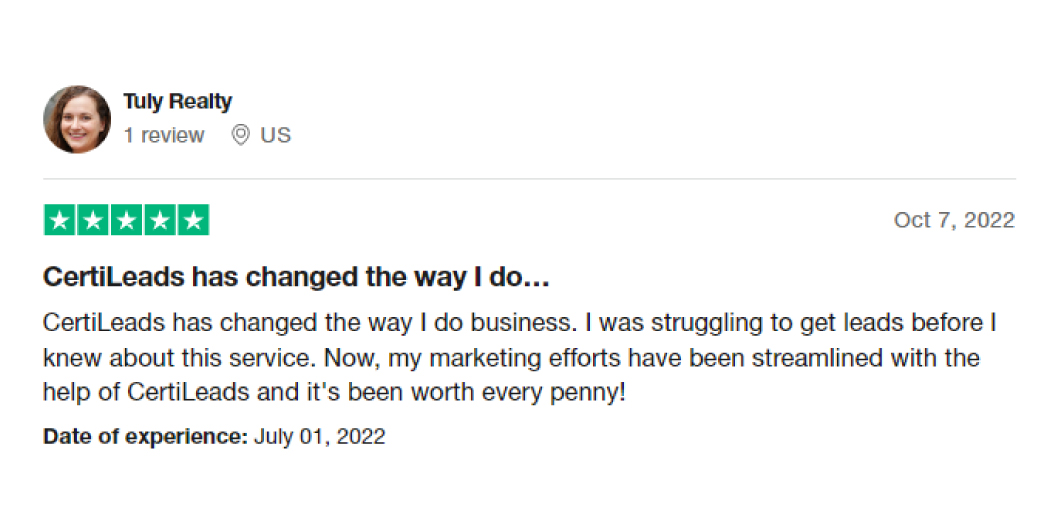 Tuly Realty
1 review US
Oct 7, 2022
CertiLeads has changed the way I do...
CertiLeads has changed the way I do business. I was struggling to get leads before I
knew about this service. Now, my marketing efforts have been streamlined with the
help of CertiLeads and it's been worth every penny!
Date of experience: July 01, 2022